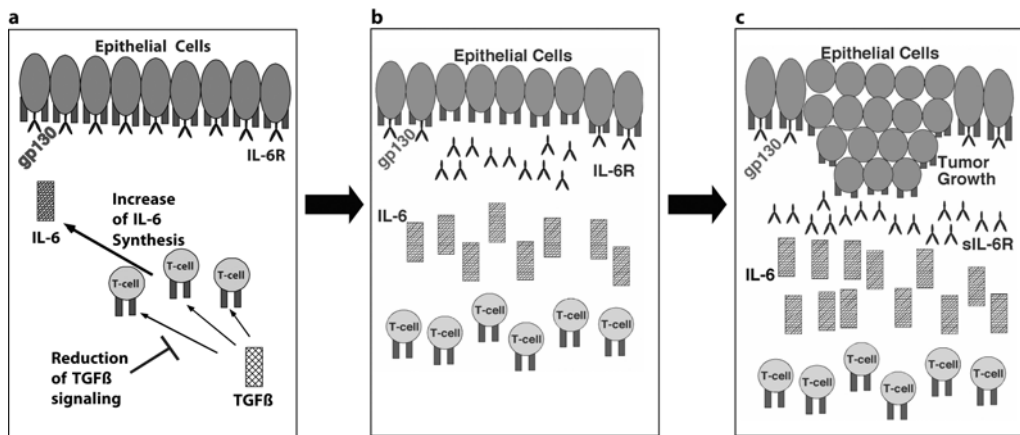 a
Epithelial Cells
gp130
IL-6R
IL-6
Increase
of IL-6
Synthesis
T-cell
T-cell
T-cell
Reduction
of TGFß
signaling
TGFß
b
Epithelial Cells
gp130
IL-6R
IL-6
T-cell
T-cell
T-cell
T-cell
T-cell
T-cell
c
Epithelial Cells
gp130
Tumor
Growth
sIL-6R
IL-6
T-cell
T-cell
T-cell
T-cell
T-cell
T-cell